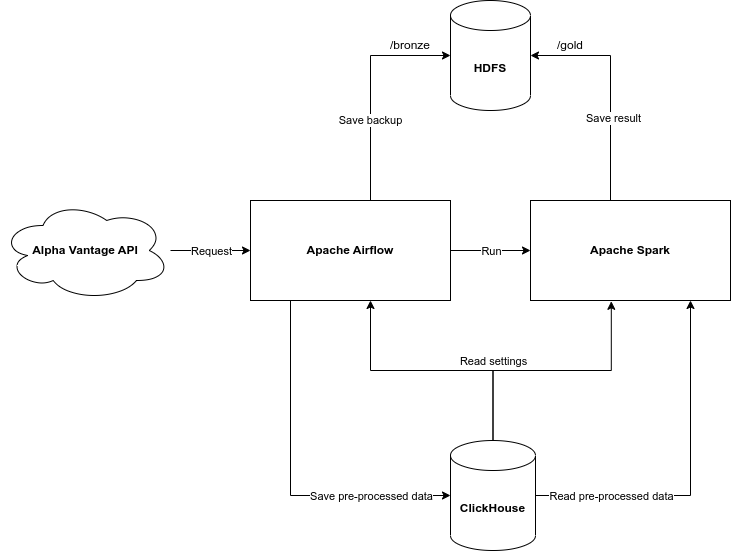 /bronze
/gold
HDFS
Save backup
Save result
Alpha Vantage API
Request
Apache Airflow
Run
Apache Spark
Read settings
Save pre-processed data
ClickHouse
Read pre-processed data